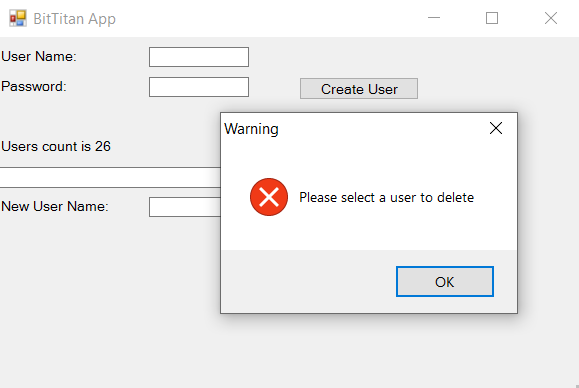 BitTitan App
User Name:
Password:
Create User
Users count is 26
New User Name:
Warning
Please select a user to delete
OK